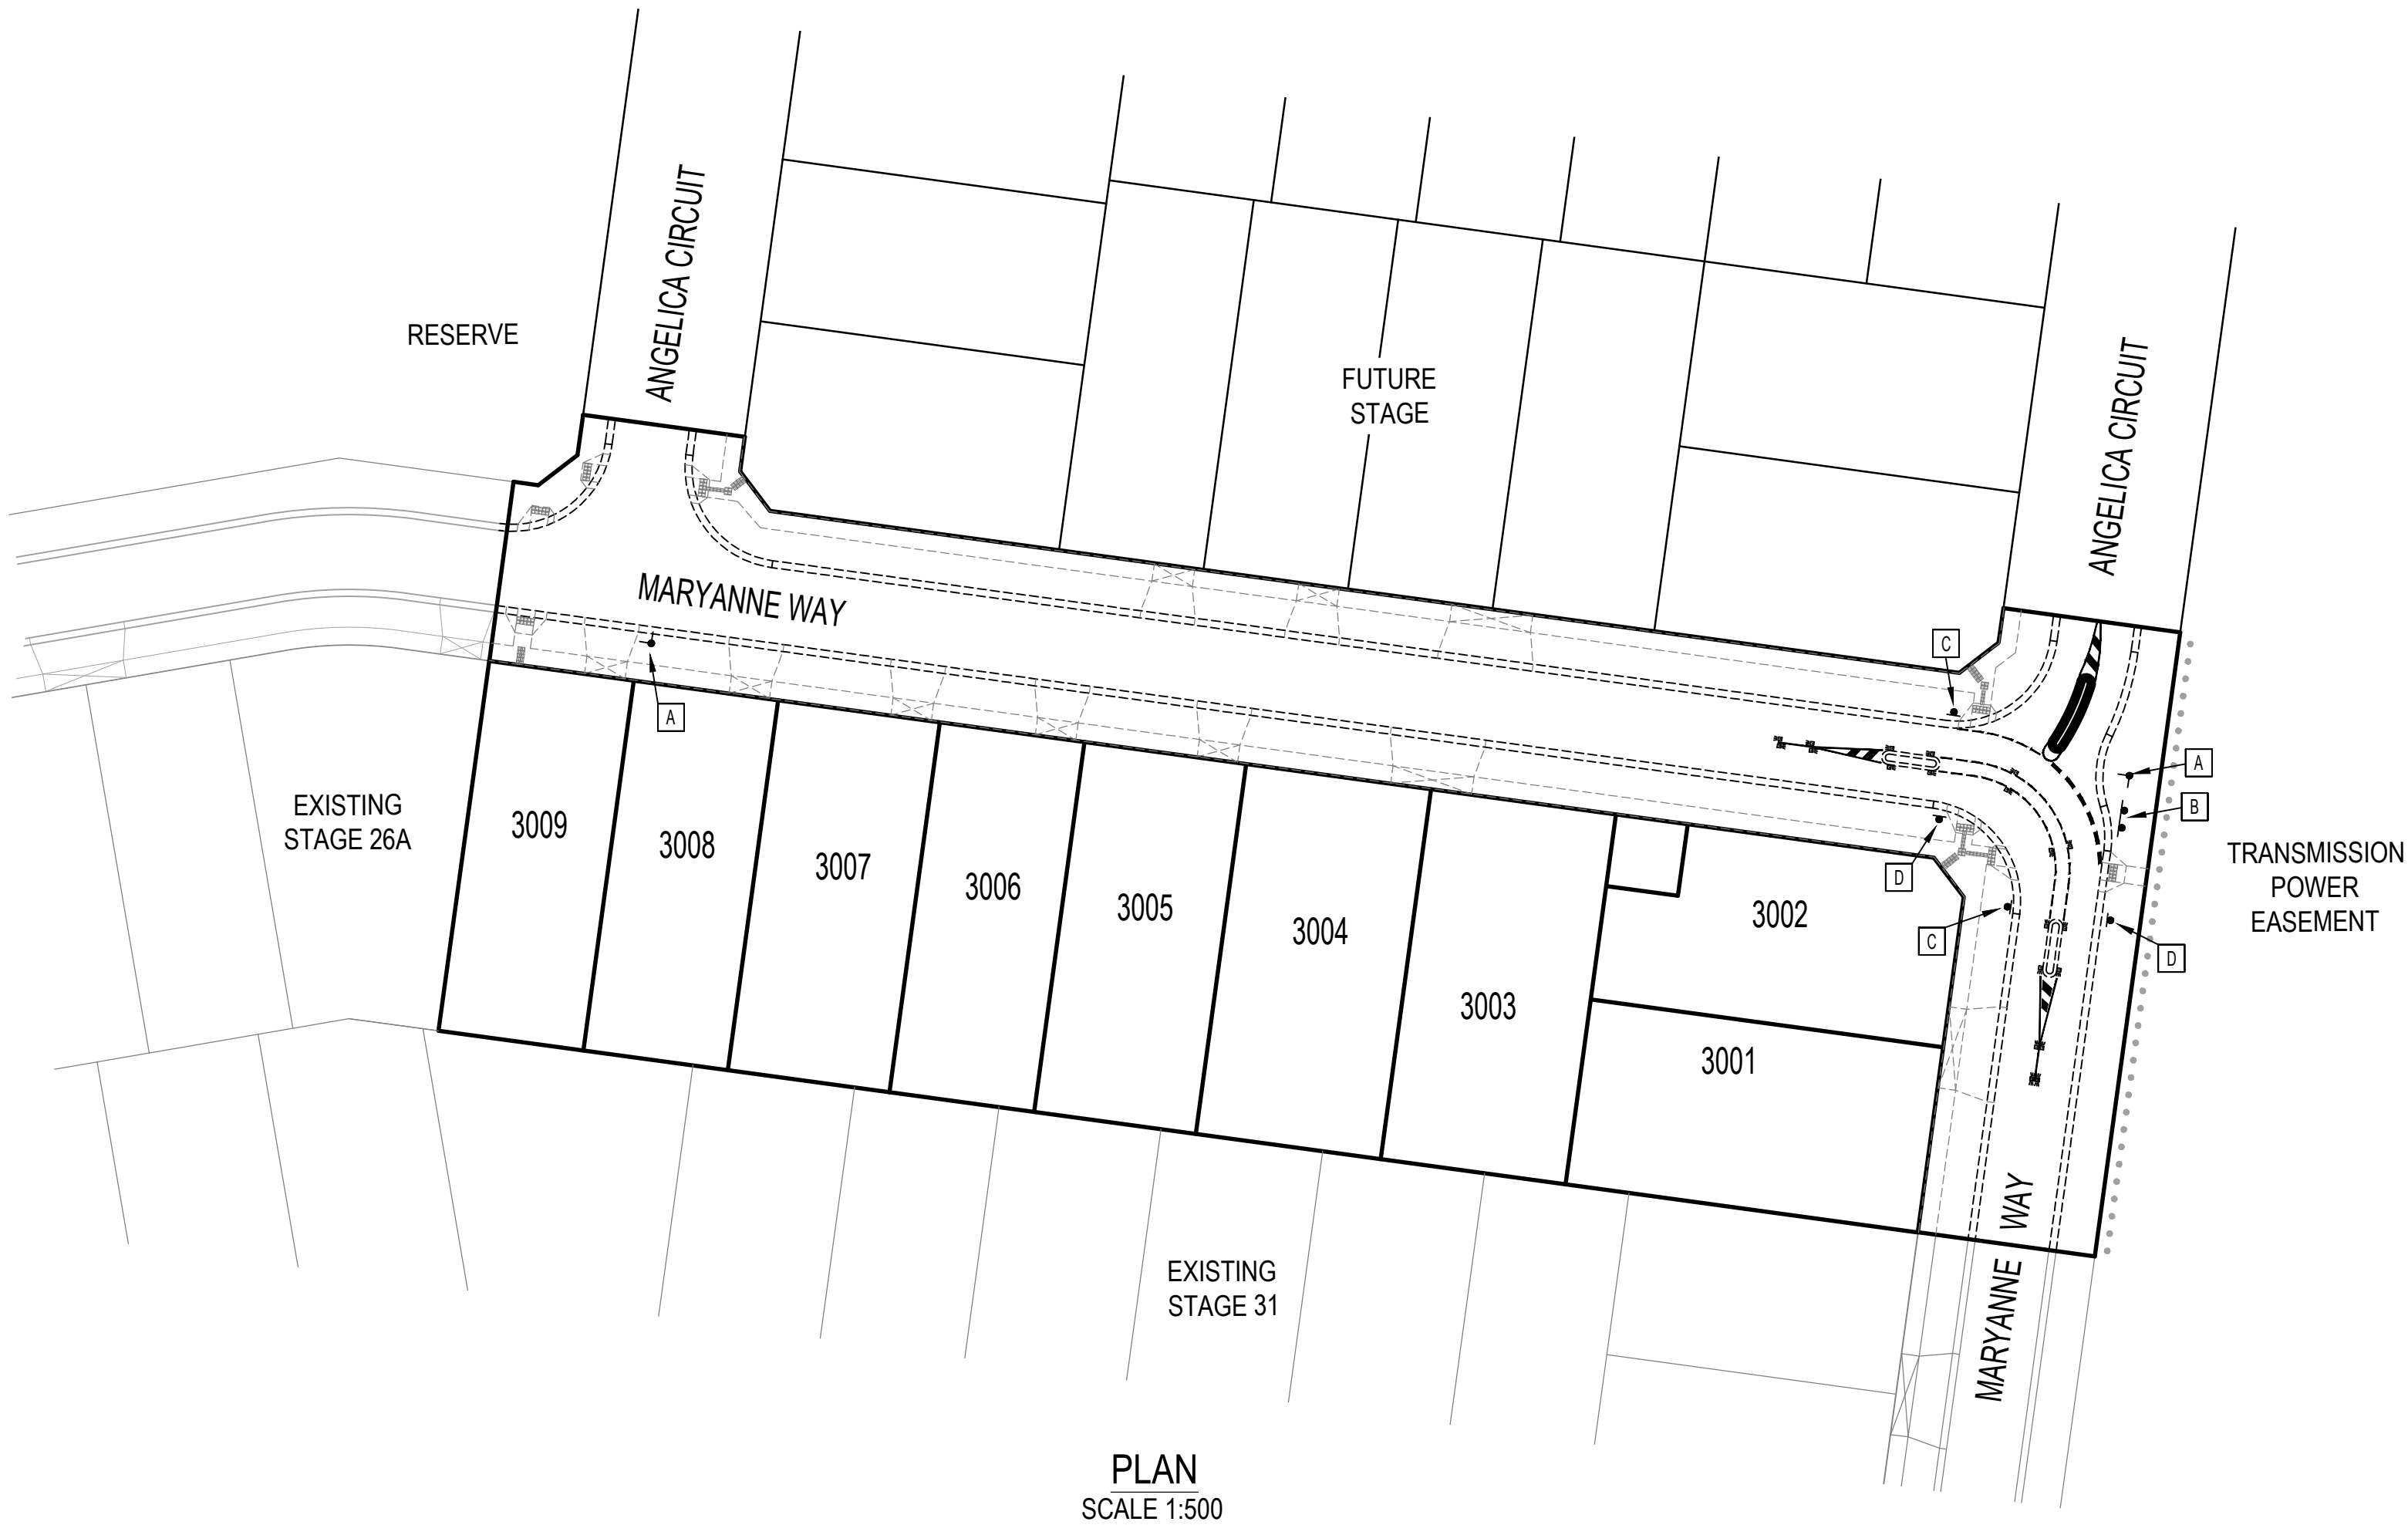 ANGELICA CIRCUIT
RESERVE
FUTURE
STAGE
ANGELICA CIRCUIT
MARYANNE WAY
C
A
A
B
EXISTING
STAGE 26A
3009
3008
3007
3006
3005
3004
3003
3002
3001
D
C
D
TRANSMISSION
POWER
EASEMENT
MARYANNE WAY
EXISTING
STAGE 31
PLAN
SCALE 1:500